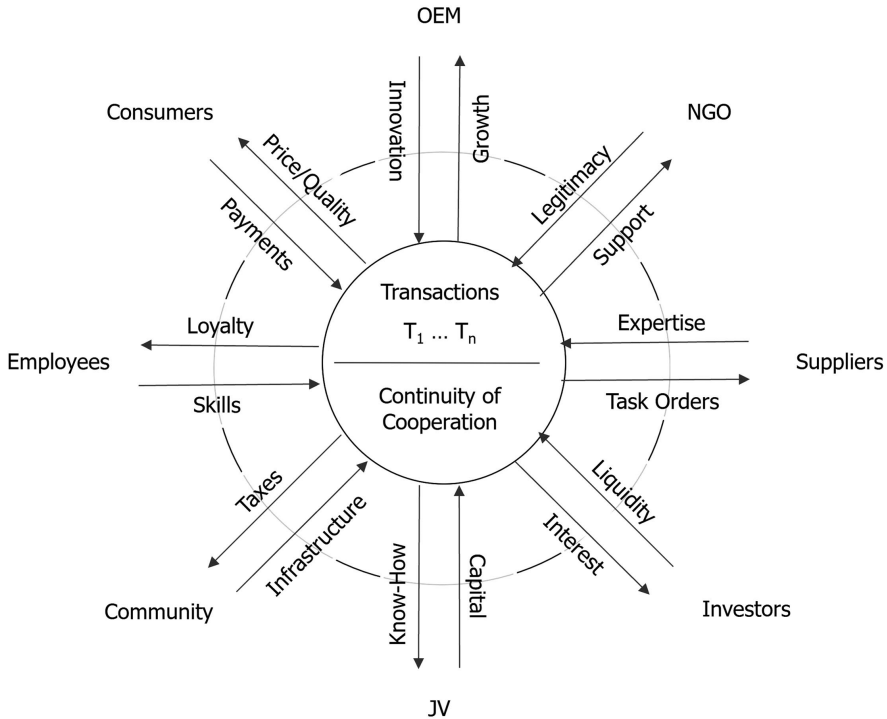 OEM
Consumers
NGO
Innovation
Growth
Price/Quality
Payments
Legitimacy
Support
Transactions
T1 ... Tn
Continuity of
Cooperation
Loyalty
Employees
Skills
Expertise
Suppliers
Task Orders
Taxes
Infrastructure
Liquidity
Interest
Know-How
Capital
Community
Investors
JV